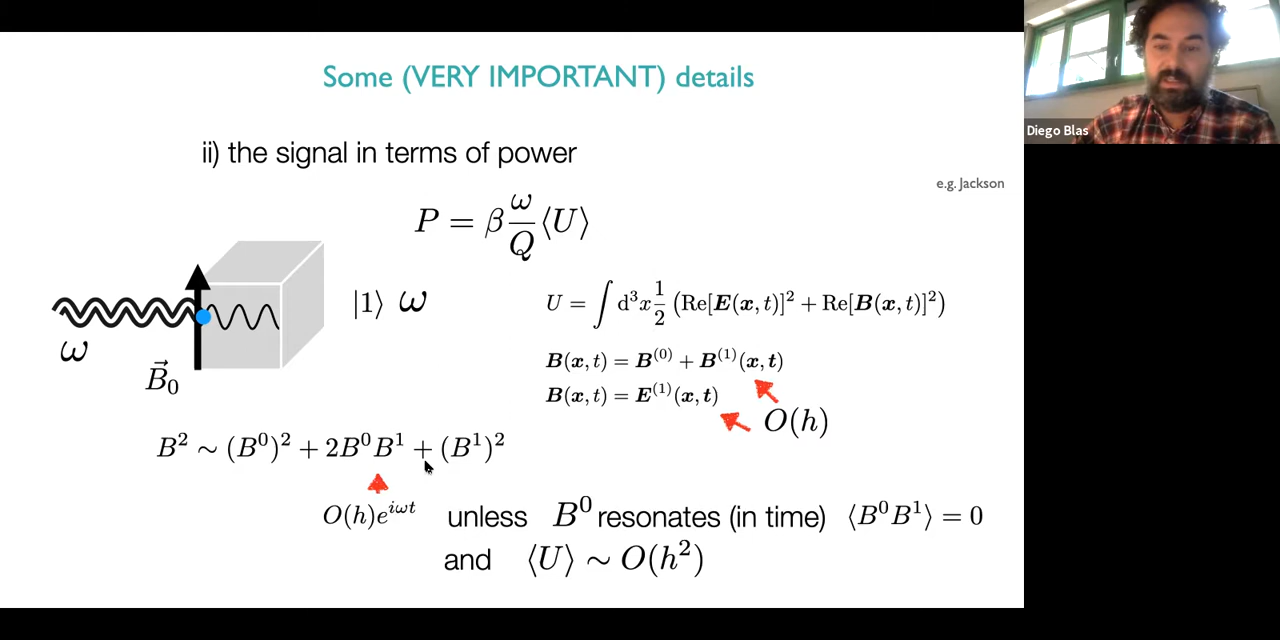 Some (VERY IMPORTANT) details
Diego Blas
ii) the signal in terms of power
e.g. Jackson
P = β ω/Q ⟨U⟩
|1⟩ ω
U = ∫ d³x 1/2 (Re[E(x, t)]² + Re[B(x, t)]²)
ω
B⃗₀
B(x, t) = B⁽⁰⁾ + B⁽¹⁾(x, t)
B(x, t) = E⁽¹⁾(x, t)
O(h)
B² ∼ (B⁰)² + 2B⁰B¹ + (B¹)²
O(h)e^{iωt} unless B⁰ resonates (in time) ⟨B⁰B¹⟩ = 0
and ⟨U⟩ ∼ O(h²)